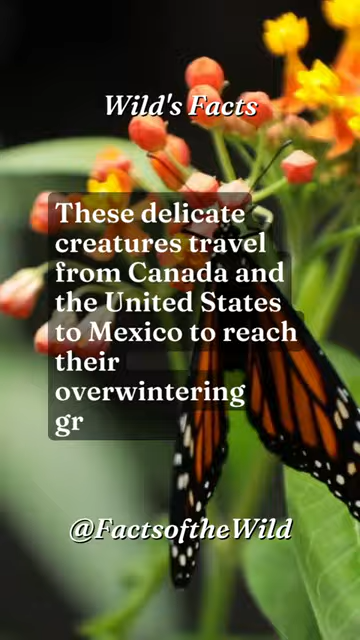 Wild's Facts
These delicate
creatures travel
from Canada and
the United States
to Mexico to reach
their
overwintering
gr
@FactsoftheWild